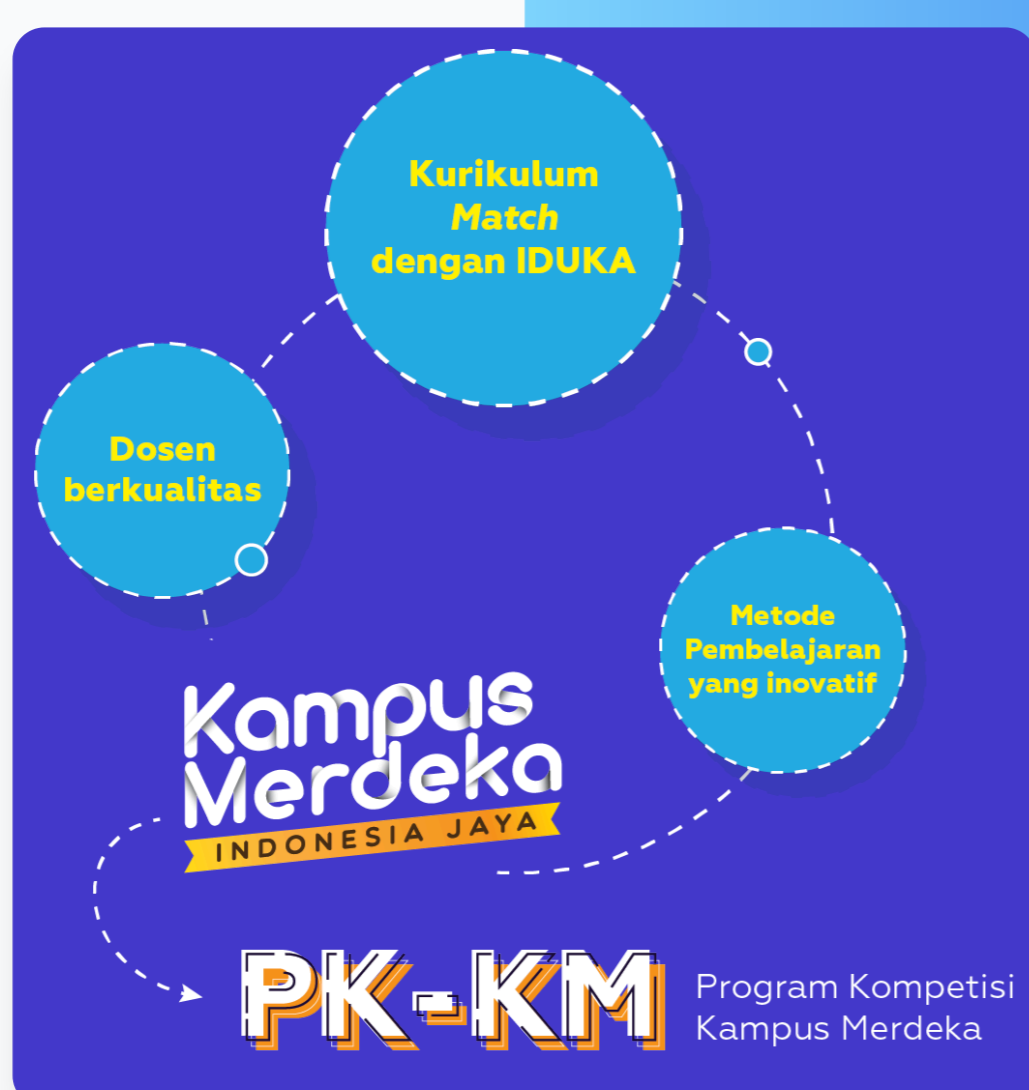 Kurikulum
Match
dengan IDUKA
Dosen
berkualitas
Metode
Pembelajaran
yang inovatif
Kampus
Merdeka
INDONESIA JAYA
PK-KM
Program Kompetisi
Kampus Merdeka